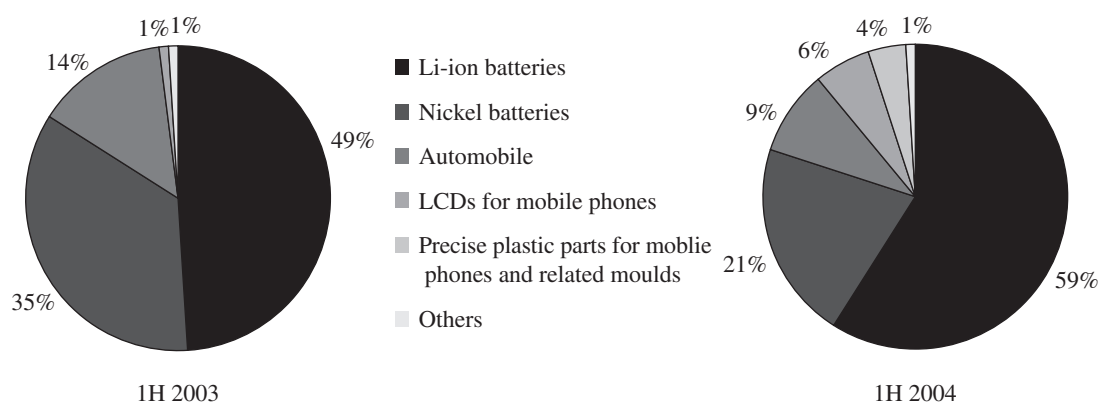 1% 1%
14%
49%
35%
1H 2003
Li-ion batteries
Nickel batteries
Automobile
LCDs for mobile phones
Precise plastic parts for moblie
phones and related moulds
Others
4% 1%
6%
9%
21%
59%
1H 2004